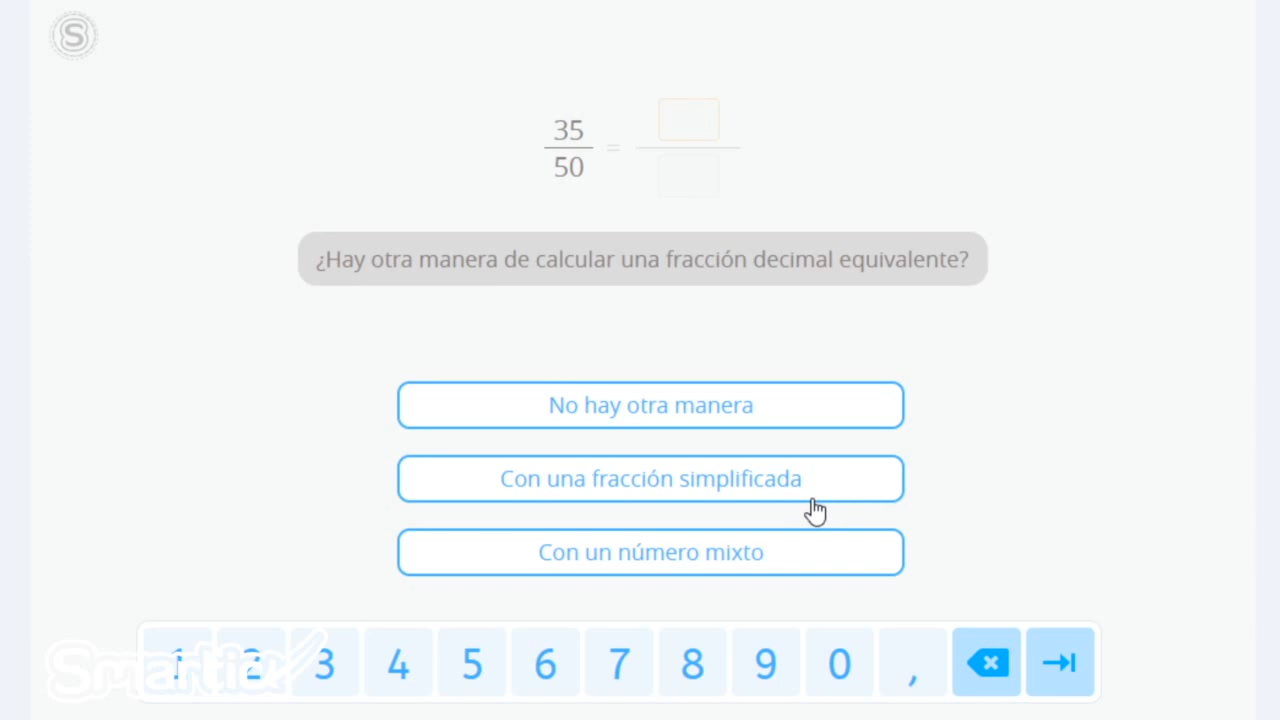 S
35
50
=
¿Hay otra manera de calcular una fracción decimal equivalente?
No hay otra manera
Con una fracción simplificada
Con un número mixto
1 2 3 4 5 6 7 8 9 0 ,
Smartick